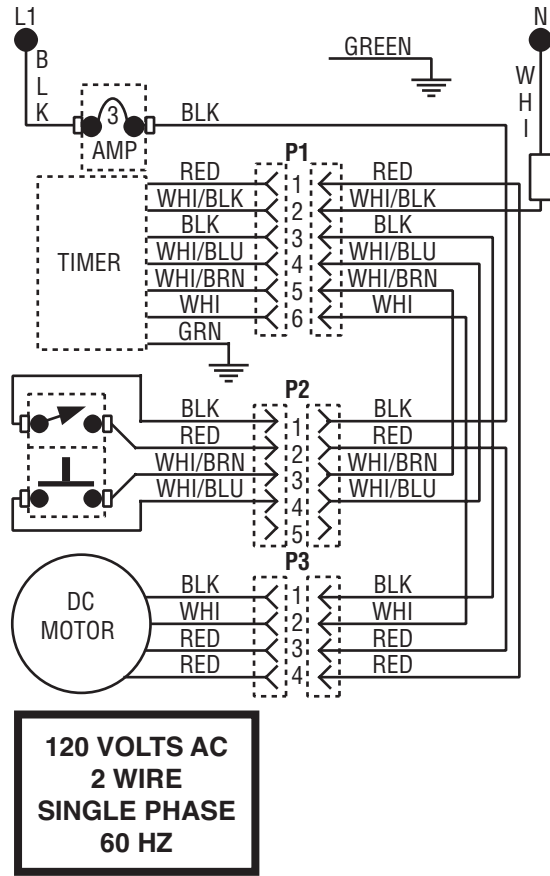 L1
N
GREEN
BLK
WHI
3
AMP
BLK
P1
RED 1 RED
WHI/BLK 2 WHI/BLK
BLK 3 BLK
WHI/BLU 4 WHI/BLU
WHI/BRN 5 WHI/BRN
WHI 6 WHI
TIMER
GRN
P2
BLK 1 BLK
RED 2 RED
WHI/BRN 3 WHI/BRN
WHI/BLU 4 WHI/BLU
5
P3
BLK 1 BLK
WHI 2 WHI
RED 3 RED
RED 4 RED
DC
MOTOR
120 VOLTS AC
2 WIRE
SINGLE PHASE
60 HZ